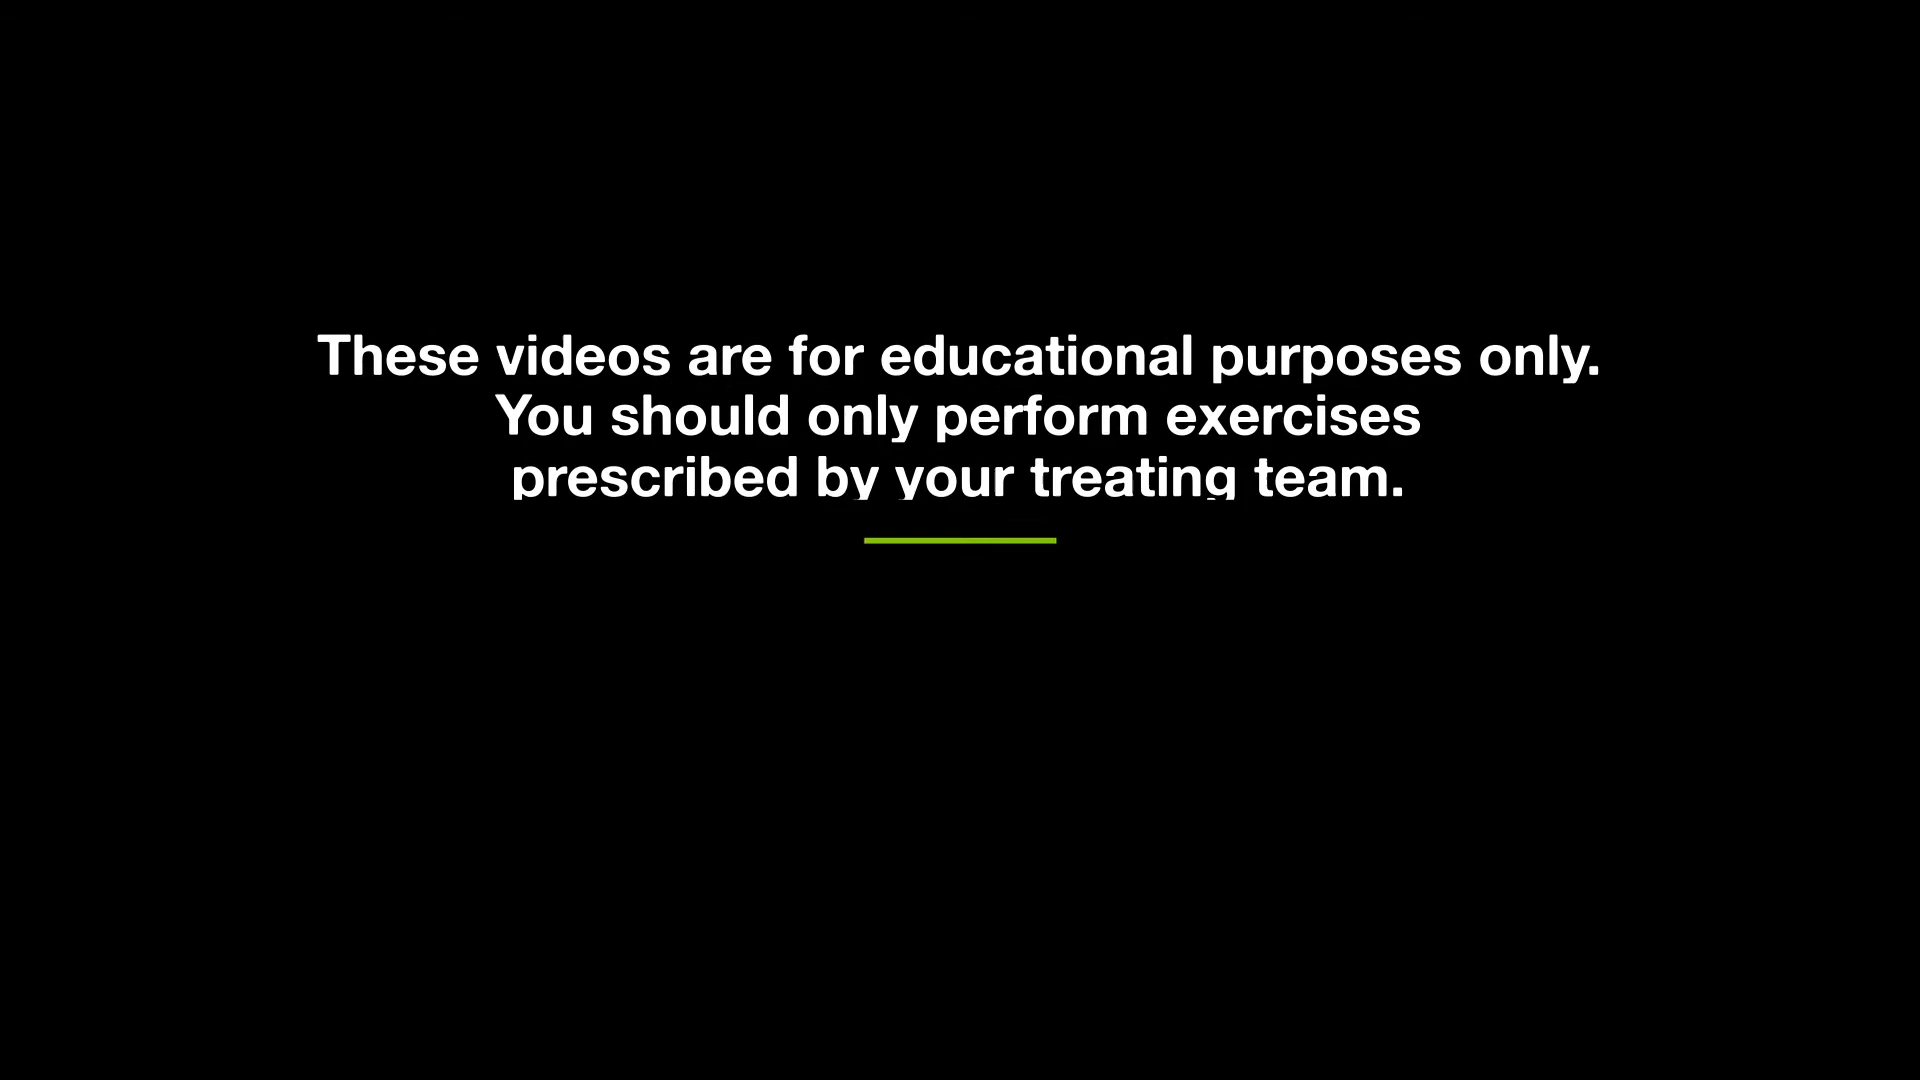 These videos are for educational purposes only.
You should only perform exercises
prescribed by your treating team.